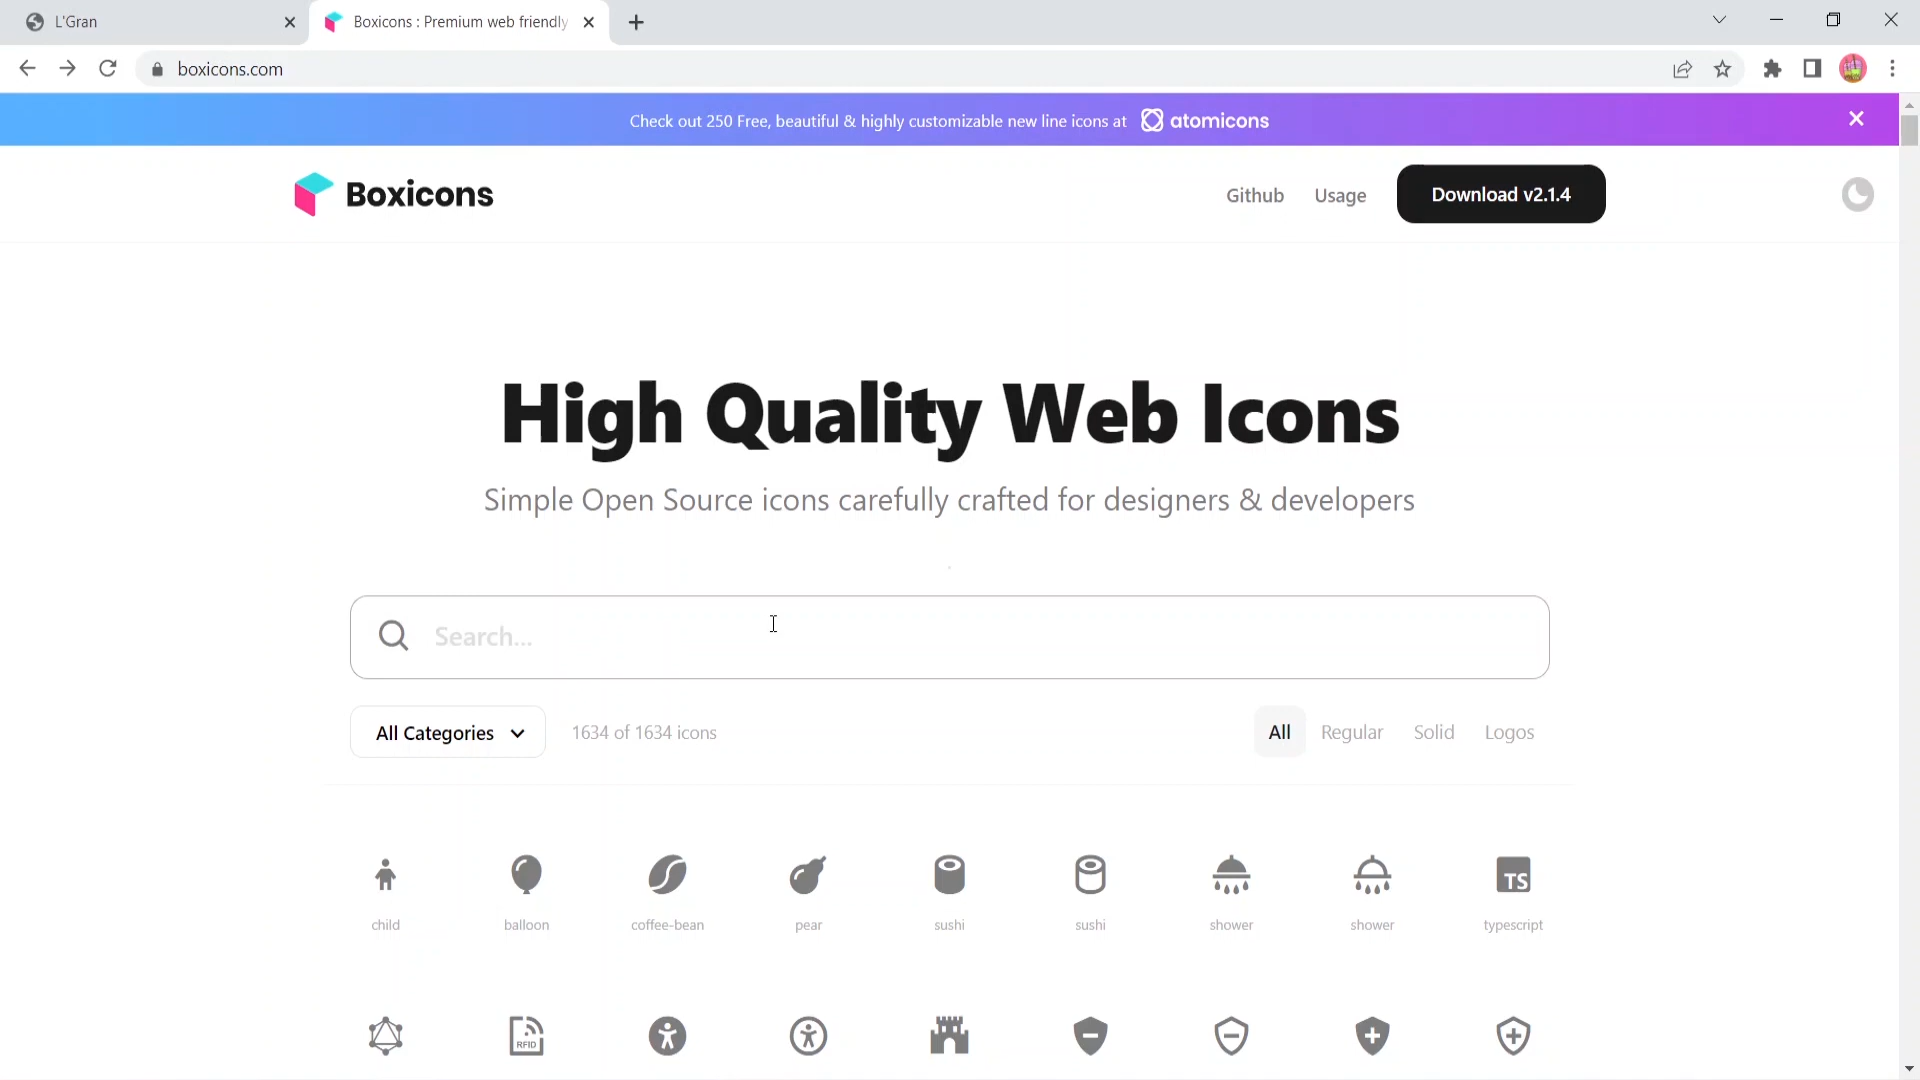 L'Gran
Boxicons : Premium web friendly
boxicons.com
Check out 250 Free, beautiful & highly customizable new line icons at atomicons
Boxicons
Github
Usage
Download v2.1.4
High Quality Web Icons
Simple Open Source icons carefully crafted for designers & developers
Search...
All Categories
1634 of 1634 icons
All
Regular
Solid
Logos
TS
child
balloon
coffee-bean
pear
sushi
sushi
shower
shower
typescript
RFID